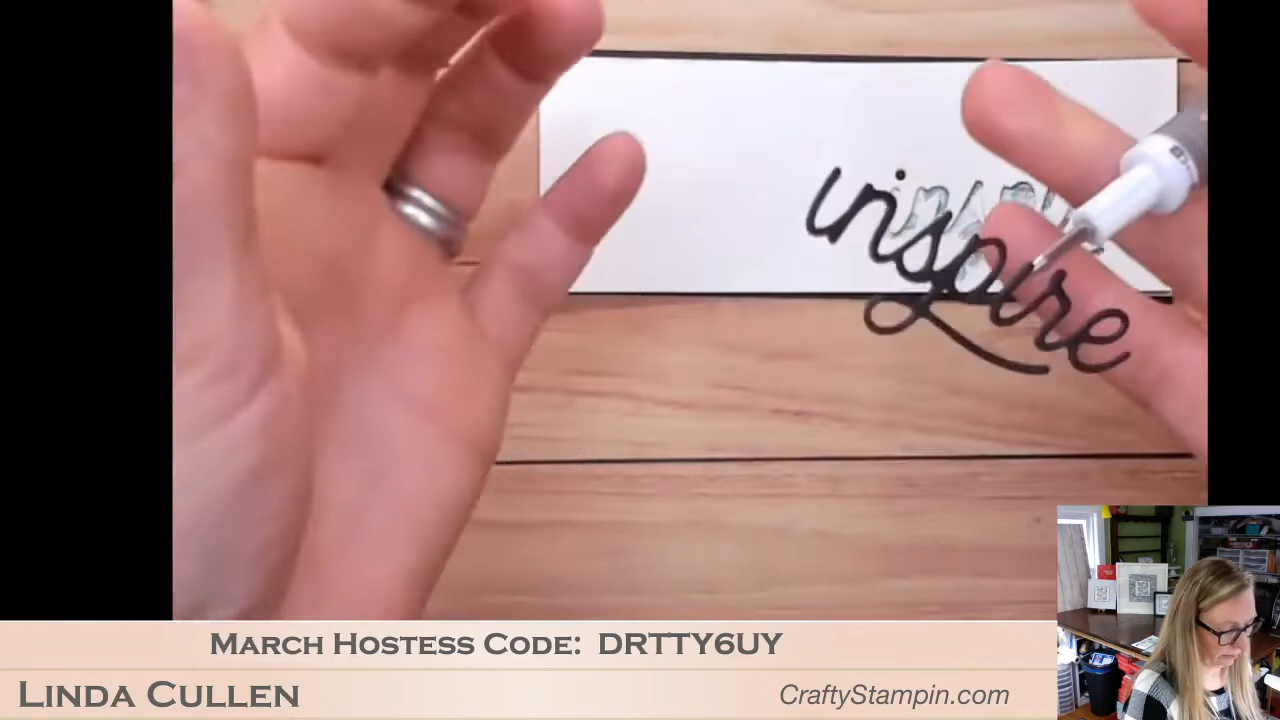 inspire
March Hostess Code: DRTTY6UY
Linda Cullen
CraftyStampin.com